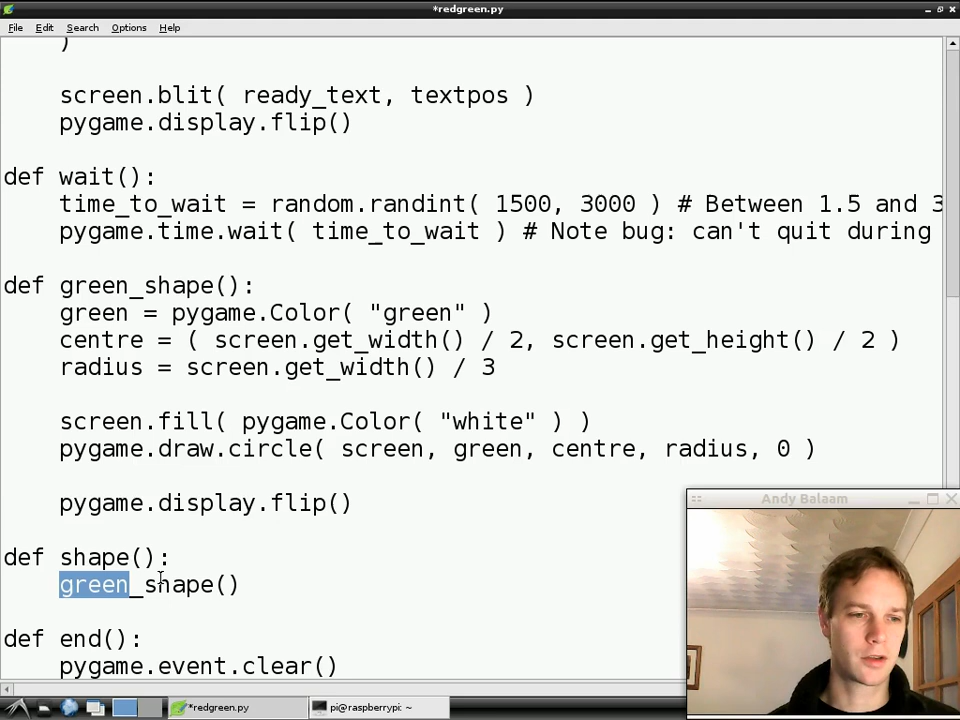 *redgreen.py
File Edit Search Options Help
)
screen.blit( ready_text, textpos )
pygame.display.flip()
def wait():
time_to_wait = random.randint( 1500, 3000 ) # Between 1.5 and 3
pygame.time.wait( time_to_wait ) # Note bug: can't quit during
def green_shape():
green = pygame.Color( "green" )
centre = ( screen.get_width() / 2, screen.get_height() / 2 )
radius = screen.get_width() / 3
screen.fill( pygame.Color( "white" ) )
pygame.draw.circle( screen, green, centre, radius, 0 )
pygame.display.flip()
Andy Balaam
def shape():
green_shape()
def end():
pygame.event.clear()
*redgreen.py
pi@raspberrypi: ~